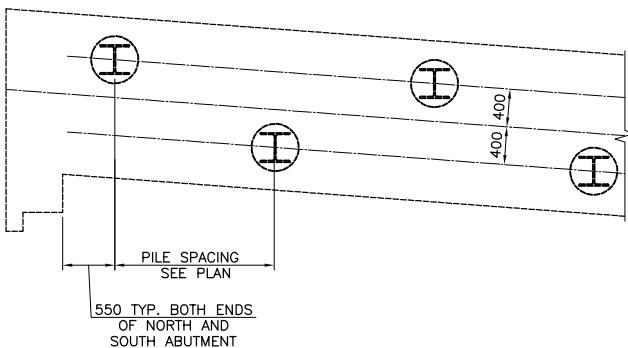 400
400
PILE SPACING
SEE PLAN
550 TYP. BOTH ENDS
OF NORTH AND
SOUTH ABUTMENT